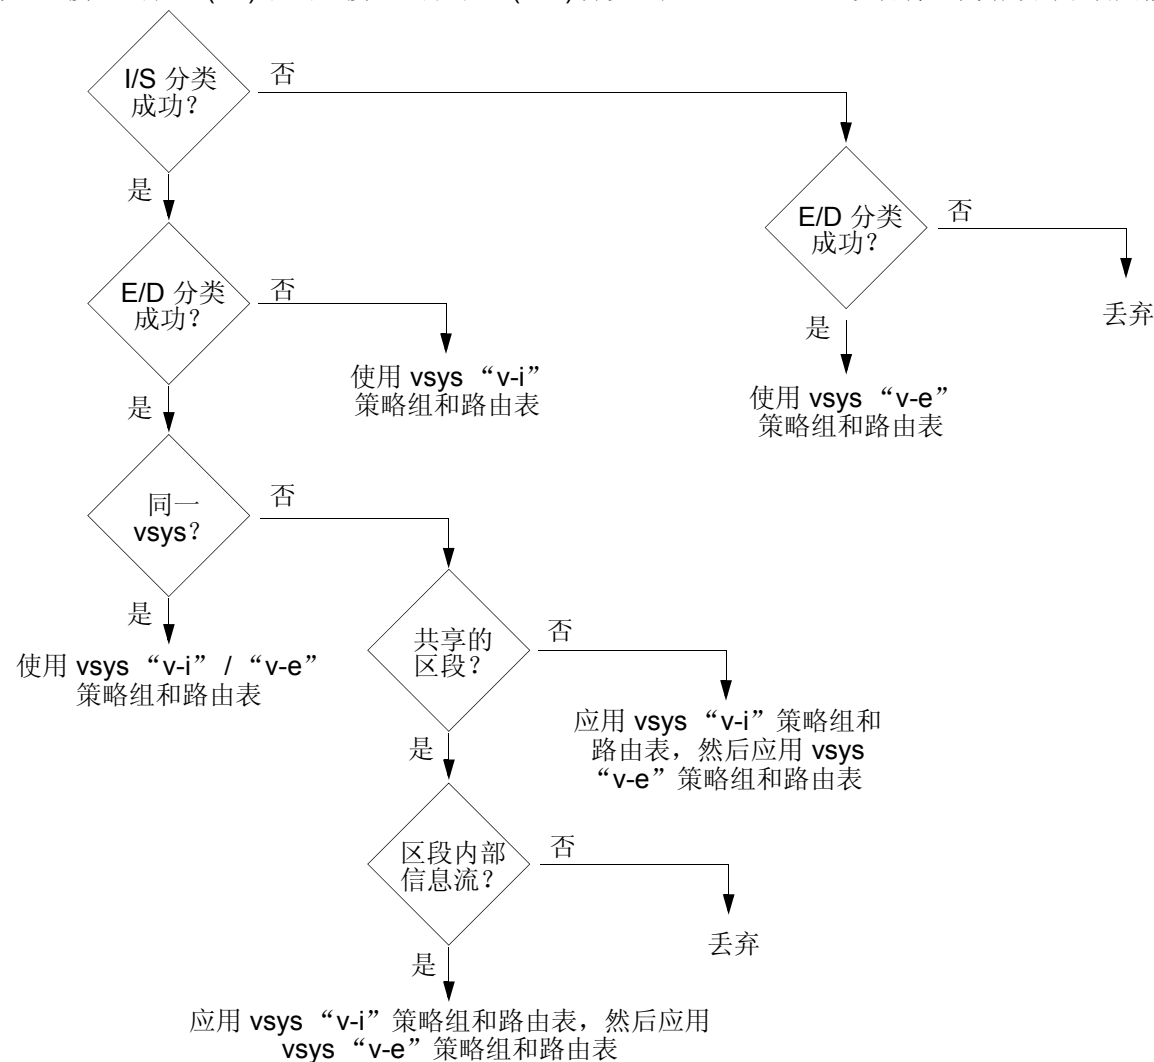 I/S 分类
成功？
否
是
E/D 分类
成功？
否
丢弃
是
使用 vsys “v-e”
策略组和路由表
E/D 分类
成功？
否
使用 vsys “v-i”
策略组和路由表
是
同一
vsys？
否
是
使用 vsys “v-i” / “v-e”
策略组和路由表
共享的
区段？
否
应用 vsys “v-i”策略组和
路由表，然后应用 vsys
“v-e”策略组和路由表
是
区段内部
信息流？
否
丢弃
是
应用 vsys “v-i”策略组和路由表，然后应用
vsys “v-e”策略组和路由表